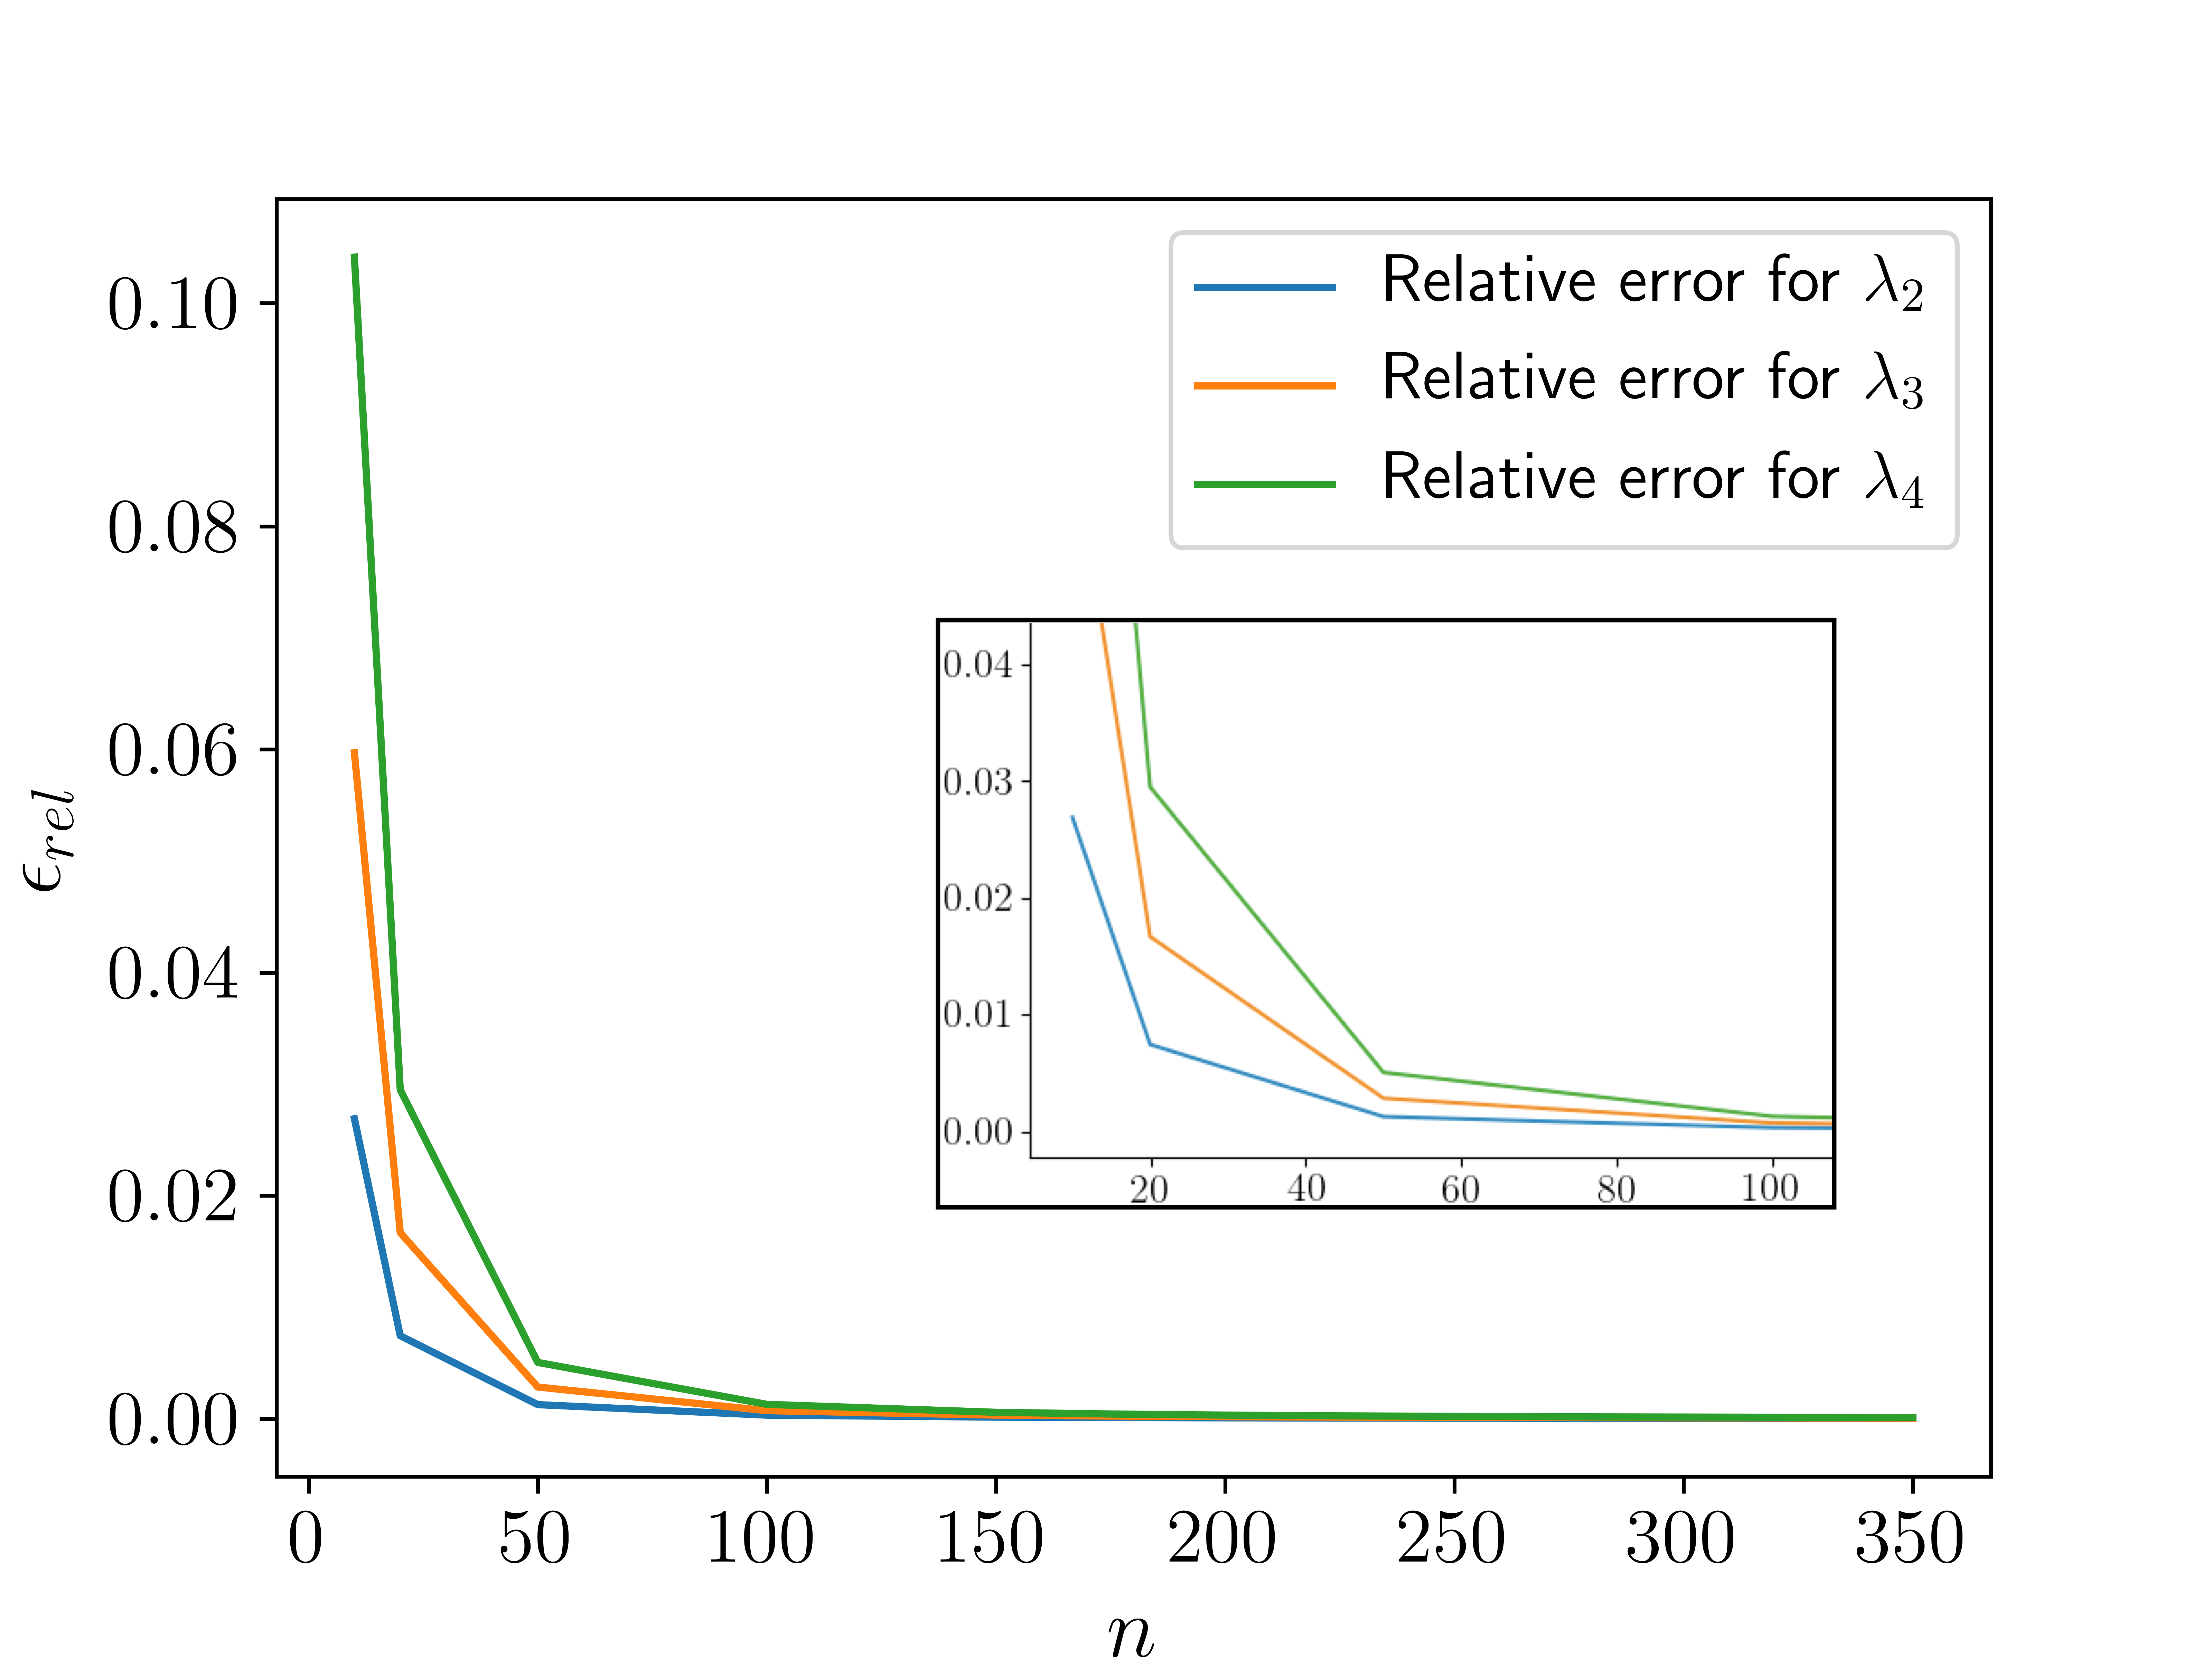 0.10
0.08
0.06
0.04
0.02
0.00
ϵ_rel
Relative error for λ₂
Relative error for λ₃
Relative error for λ₄
0.04
0.03
0.02
0.01
0.00
20 40 60 80 100
0 50 100 150 200 250 300 350
n